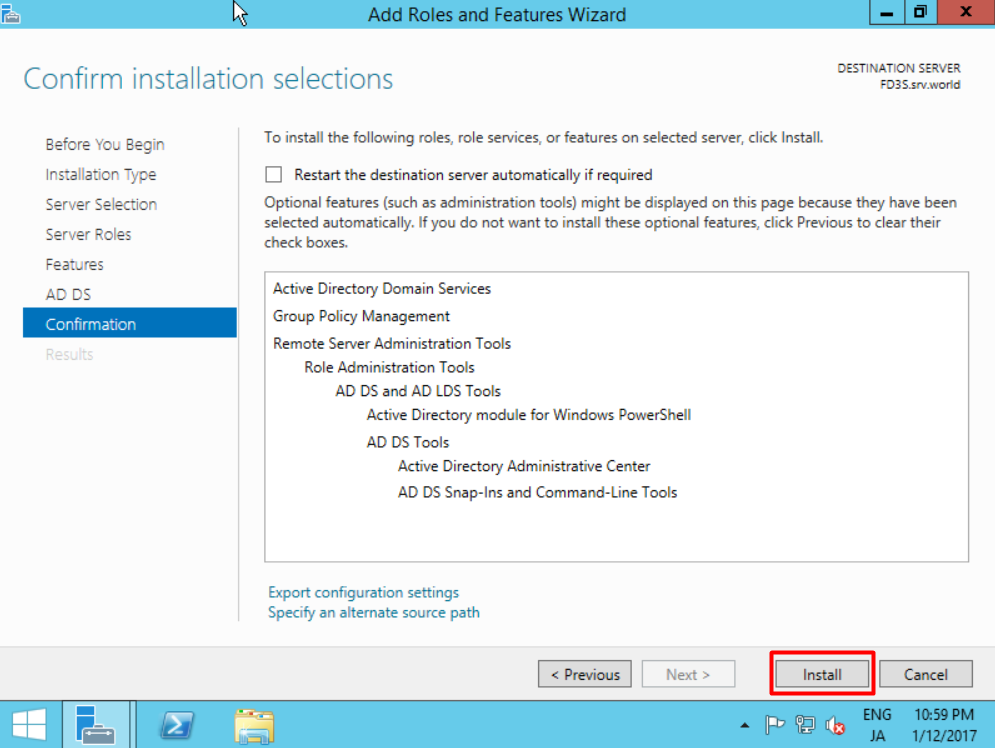 Add Roles and Features Wizard
Confirm installation selections
DESTINATION SERVER
FD3S.srv.world
Before You Begin
Installation Type
Server Selection
Server Roles
Features
AD DS
Confirmation
Results
To install the following roles, role services, or features on selected server, click Install.
Restart the destination server automatically if required
Optional features (such as administration tools) might be displayed on this page because they have been
selected automatically. If you do not want to install these optional features, click Previous to clear their
check boxes.
Active Directory Domain Services
Group Policy Management
Remote Server Administration Tools
Role Administration Tools
AD DS and AD LDS Tools
Active Directory module for Windows PowerShell
AD DS Tools
Active Directory Administrative Center
AD DS Snap-Ins and Command-Line Tools
Export configuration settings
Specify an alternate source path
< Previous
Next >
Install
Cancel
ENG
JA
10:59 PM
1/12/2017